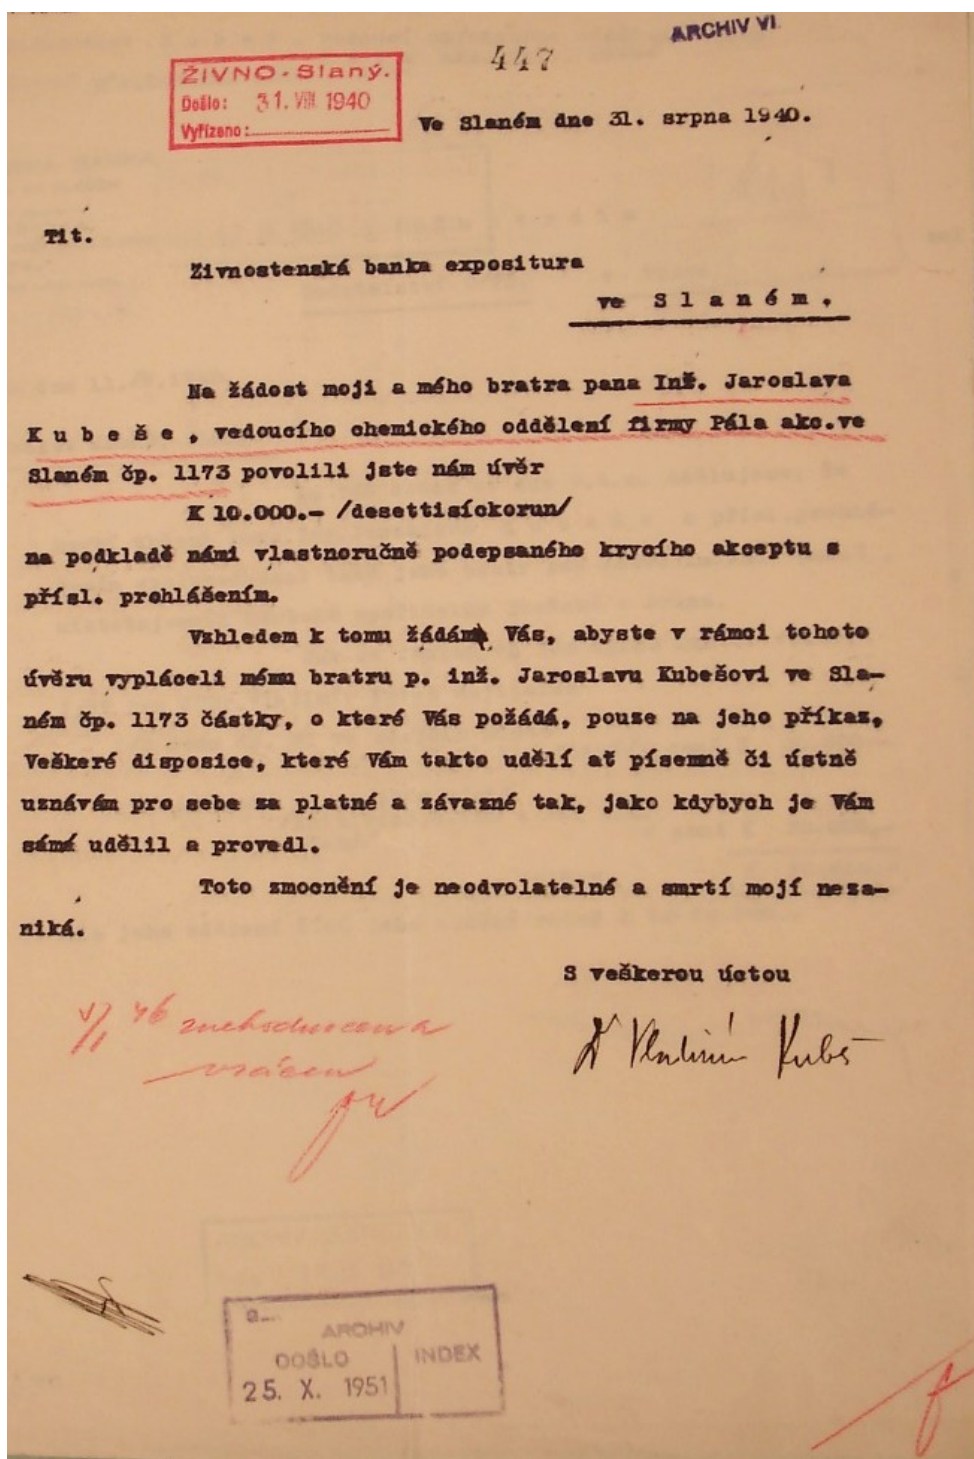 ARCHIV VI.
447
ŽIVNO-Slaný.
Došlo: 31. VIII. 1940
Vyřízeno:
Ve Slaném dne 31. srpna 1940.
Tit.
Živnostenská banka expositura
ve Slaném.
Na žádost moji a mého bratra pana Inž. Jaroslava
Kubeše, vedoucího chemického oddělení firmy Pála akc.ve
Slaném čp. 1173 povolili jste nám úvěr
K 10.000.- /desettisíckorun/
na podkladě námi vlastnoručně podepsaného krycího akceptu s
přísl. prohlášením.
Vzhledem k tomu žádám Vás, abyste v rámci tohoto
úvěru vypláceli mému bratru p. inž. Jaroslavu Kubešovi ve Sla-
ném čp. 1173 částky, o které Vás požádá, pouze na jeho příkaz,
Veškeré disposice, které Vám takto udělí ať písemně či ústně
uznávám pro sebe za platné a závazné tak, jako kdybych je Vám
sámé udělil a provedl.
Toto zmocnění je neodvolatelné a smrtí mojí neza-
niká.
S veškerou úctou
Dr Vladimír Kubeš
46
ARCHIV
DOŠLO
INDEX
25. X. 1951